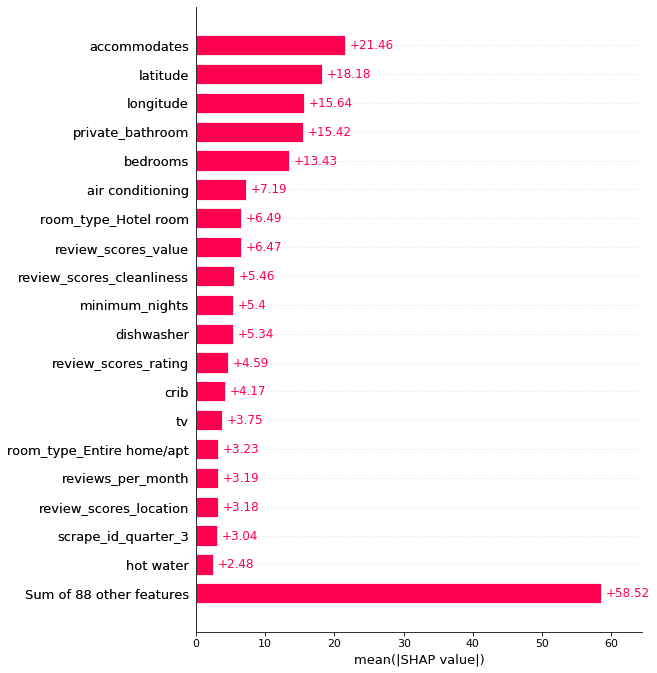 accommodates +21.46
latitude +18.18
longitude +15.64
private_bathroom +15.42
bedrooms +13.43
air conditioning +7.19
room_type_Hotel room +6.49
review_scores_value +6.47
review_scores_cleanliness +5.46
minimum_nights +5.4
dishwasher +5.34
review_scores_rating +4.59
crib +4.17
tv +3.75
room_type_Entire home/apt +3.23
reviews_per_month +3.19
review_scores_location +3.18
scrape_id_quarter_3 +3.04
hot water +2.48
Sum of 88 other features +58.52
0 10 20 30 40 50 60
mean(|SHAP value|)